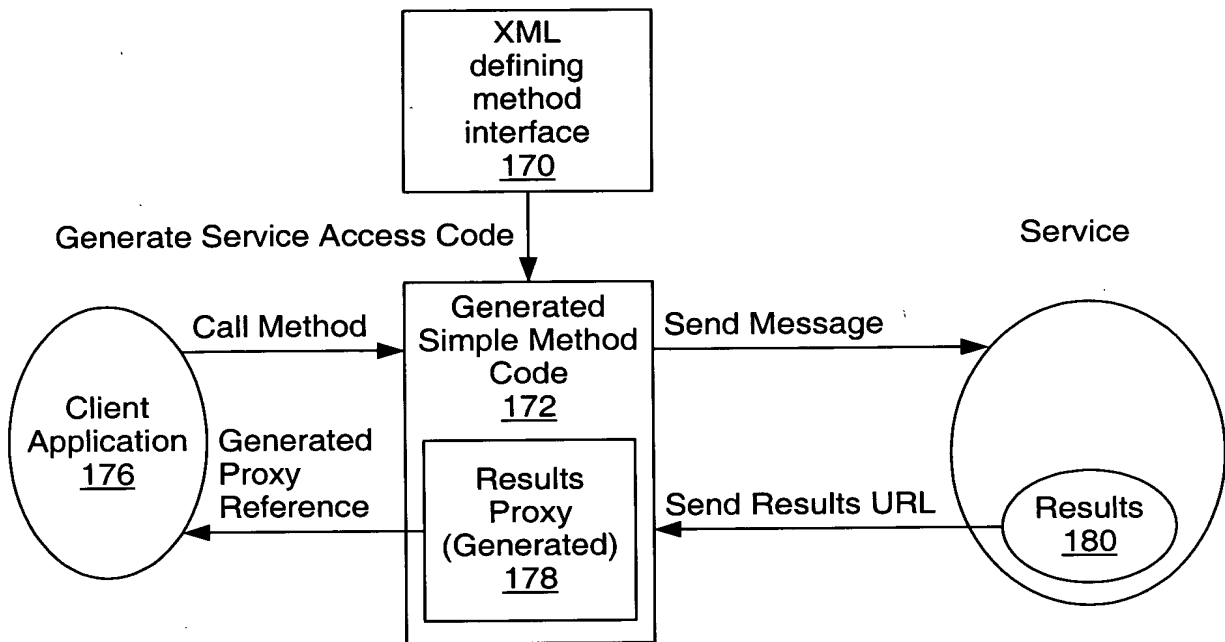 XML
defining
method
interface
170
Generate Service Access Code
Service
Generated
Simple Method
Code
172
Call Method
Send Message
Client
Application
176
Generated
Proxy
Reference
Results
Proxy
(Generated)
178
Send Results URL
Results
180